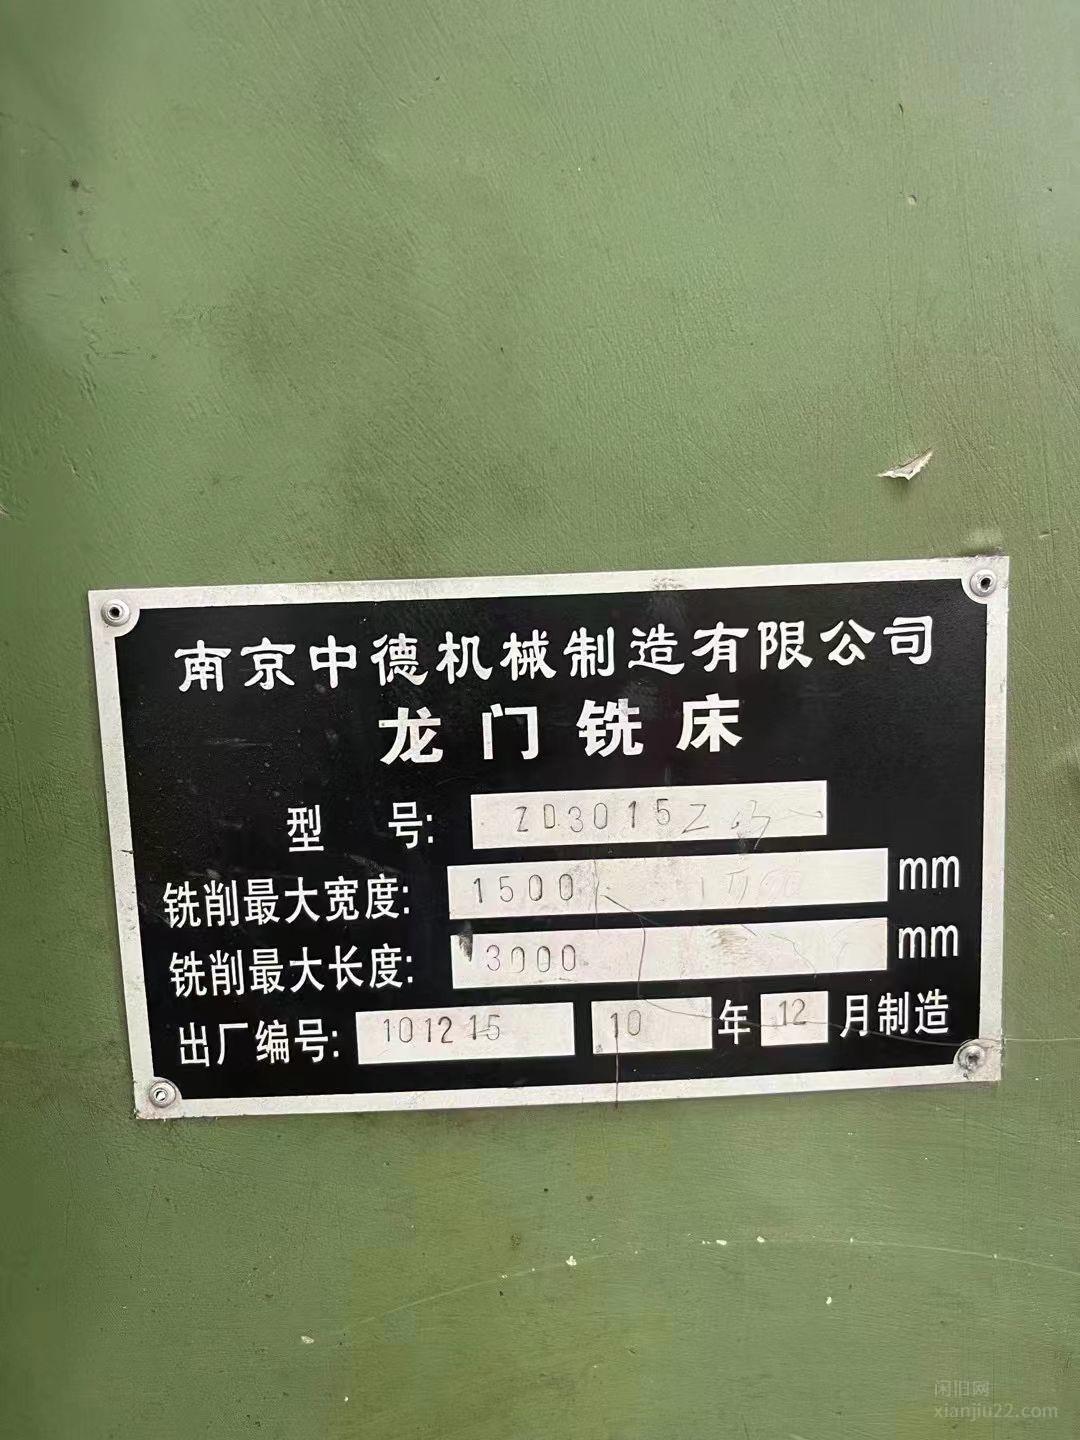 南京中德机械制造有限公司
龙门铣床
型 号: ZD3015
铣削最大宽度: 1500 mm
铣削最大长度: 3000 mm
出厂编号: 101215 10 年 12 月制造
闲旧网
xianjiu22.com